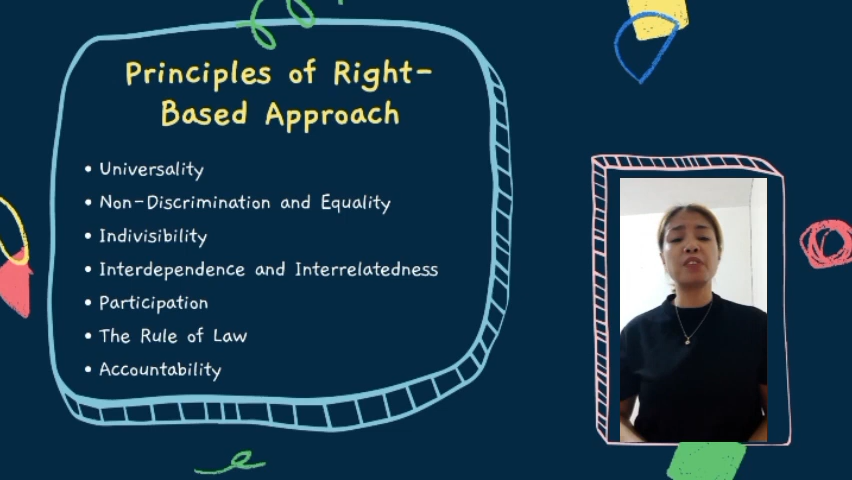 Principles of Right-
Based Approach
• Universality
• Non-Discrimination and Equality
• Indivisibility
• Interdependence and Interrelatedness
• Participation
• The Rule of Law
• Accountability